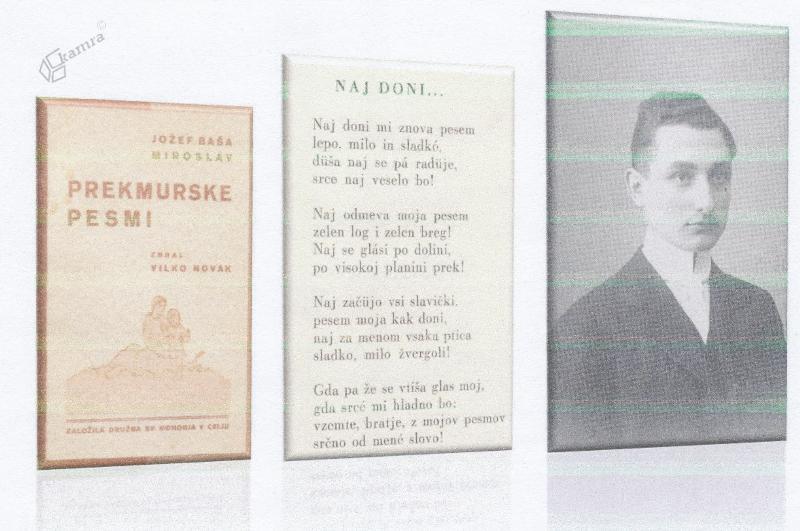 kamra
JOŽEF BAŠA
MIROSLAV
PREKMURSKE
PESMI
ZBRAL
VILKO NOVAK
ZALOŽILA DRUŽBA SV. MOHORJA V CELJU
NAJ DONI...
Naj doni mi znova pesem
lepo, milo in sladkó,
düša naj se pá radüje,
srce naj veselo bo!
Naj odmeva moja pesem
zelen log i zelen breg!
Naj se glási po dolini,
po visokoj planini prek!
Naj začüjo vsi slavički,
pesem moja kak doni,
naj za menom vsaka ptica
sladko, milo žvergoli!
Gda pa že se vtíša glas moj,
gda srcé mi hladno bo:
vzemte, bratje, z mojov pesmov
srčno od mené slovo!